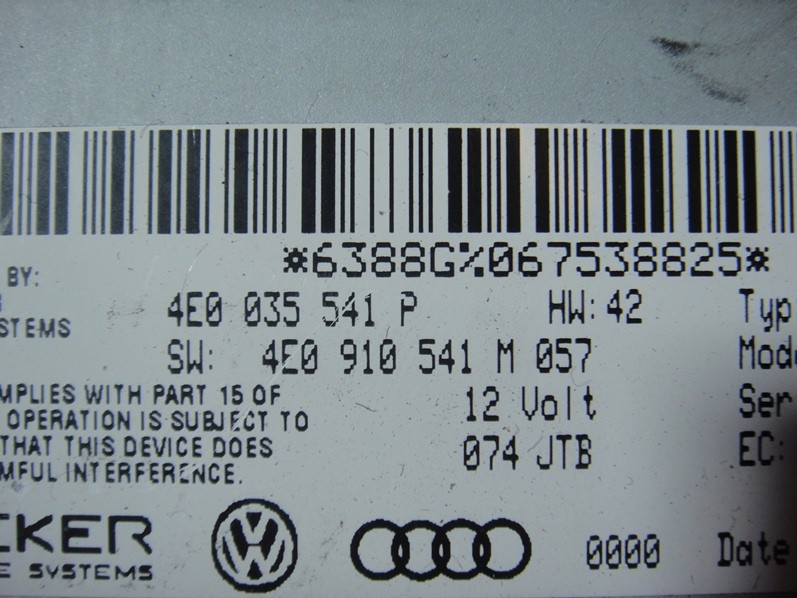 *6388G%067538825*
BY:
4E0 035 541 P HW: 42 Typ
STEMS
SW: 4E0 910 541 M 057 Mod
MPLIES WITH PART 15 OF
12 Volt Ser
OPERATION IS SUBJECT TO
THAT THIS DEVICE DOES
074 JTB EC:
MFUL INTERFERENCE.
CKER
E SYSTEMS
0000 Date